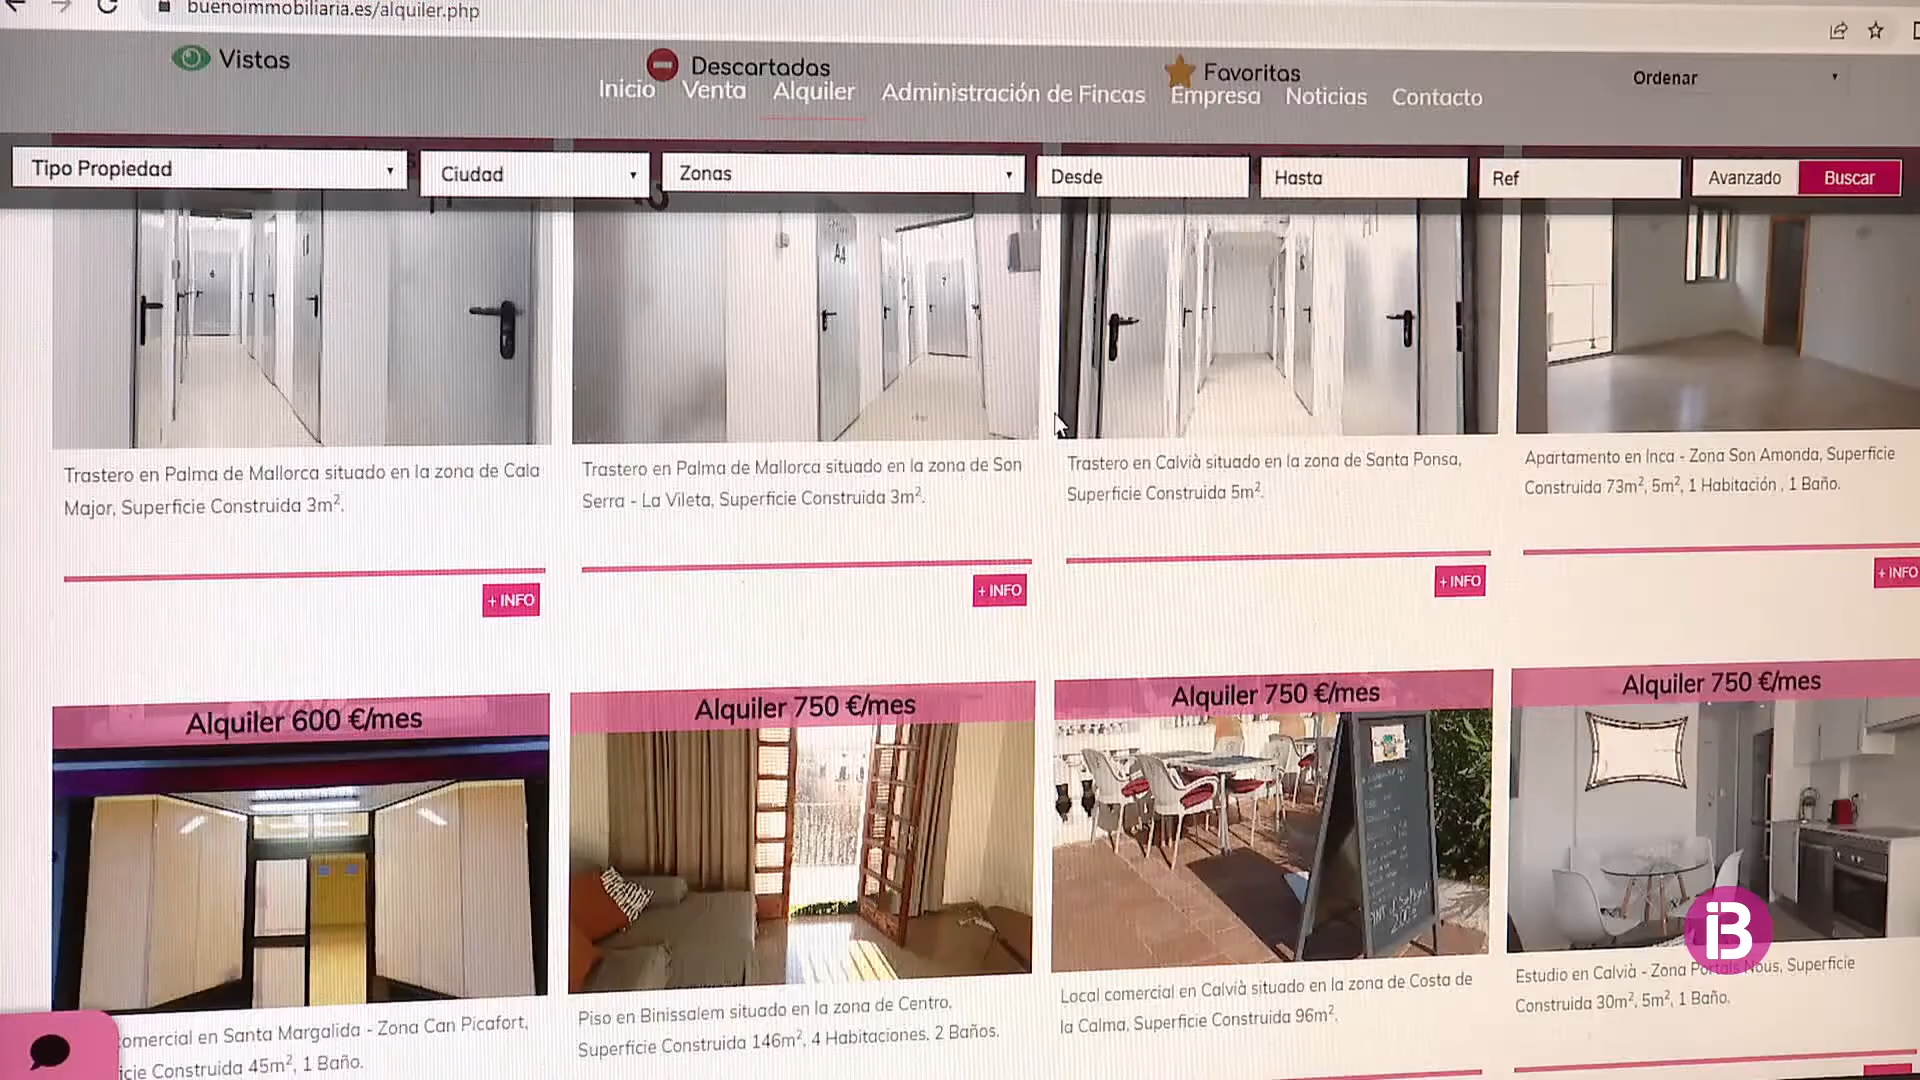 buenoimmobiliaria.es/alquiler.php
Vistas
Descartadas
Favoritas
Ordenar
Inicio Venta Alquiler Administración de Fincas Empresa Noticias Contacto
Tipo Propiedad
Ciudad
Zonas
Desde
Hasta
Ref
Avanzado
Buscar
6
A4
7
Trastero en Palma de Mallorca situado en la zona de Cala
Major, Superficie Construida 3m².
Trastero en Palma de Mallorca situado en la zona de Son
Serra - La Vileta, Superficie Construida 3m².
Trastero en Calvià situado en la zona de Santa Ponsa,
Superficie Construida 5m².
Apartamento en Inca - Zona Son Amonda, Superficie
Construida 73m², 5m², 1 Habitación , 1 Baño.
+ INFO
+ INFO
+ INFO
+ INFO
Alquiler 600 €/mes
Alquiler 750 €/mes
Alquiler 750 €/mes
Alquiler 750 €/mes
comercial en Santa Margalida - Zona Can Picafort,
icie Construida 45m², 1 Baño.
Piso en Binissalem situado en la zona de Centro,
Superficie Construida 146m², 4 Habitaciones, 2 Baños.
Local comercial en Calvià situado en la zona de Costa de
la Calma, Superficie Construida 96m².
Estudio en Calvià - Zona Portals Nous, Superficie
Construida 30m², 5m², 1 Baño.
IB